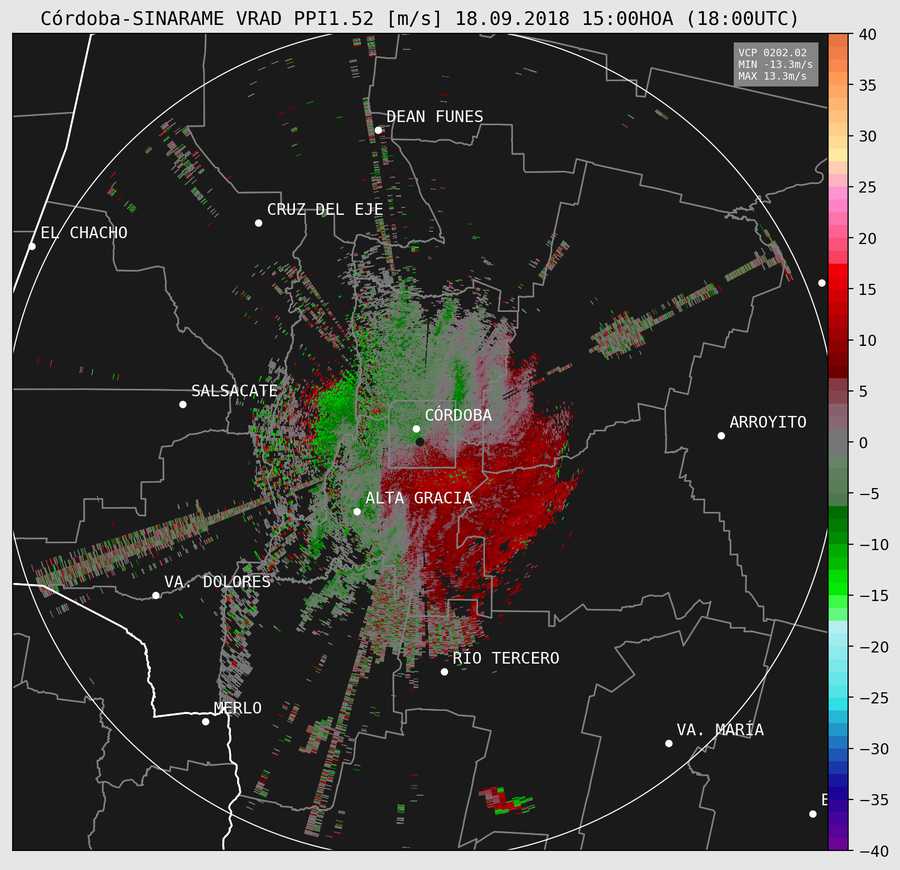 Córdoba-SINARAME VRAD PPI1.52 [m/s] 18.09.2018 15:00HOA (18:00UTC)
VCP 0202.02
MIN -13.3m/s
MAX 13.3m/s
DEAN FUNES
CRUZ DEL EJE
EL CHACHO
SALSACATE
CÓRDOBA
ARROYITO
ALTA GRACIA
VA. DOLORES
RÍO TERCERO
MERLO
VA. MARÍA
40
35
30
25
20
15
10
5
0
−5
−10
−15
−20
−25
−30
−35
−40